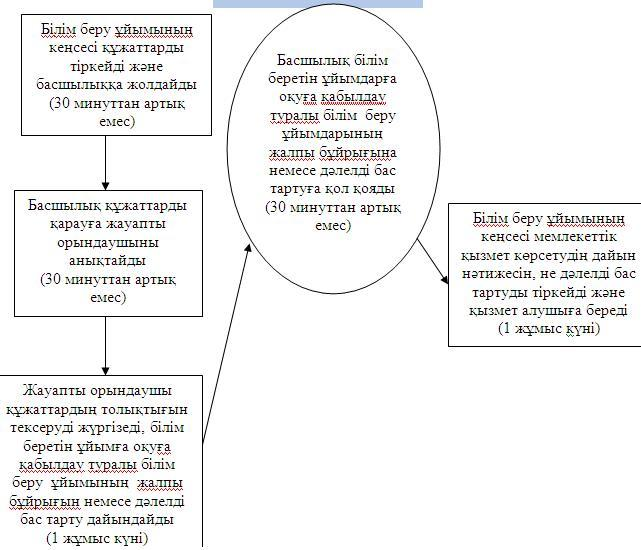 Білім беру ұйымының
кеңсесі құжаттарды
тіркейді және
басшылыққа жолдайды
(30 минуттан артық
емес)
Басшылық құжаттарды
қарауға жауапты
орындаушыны
анықтайды
(30 минуттан артық
емес)
Жауапты орындаушы
құжаттардың толықтығын
тексеруді жүргізеді, білім
беретін ұйымға оқуға
қабылдау туралы білім
беру ұйымының жалпы
бұйрығын немесе дәлелді
бас тарту дайындайды
(1 жұмыс күні)
Басшылық білім
беретін ұйымдарға
оқуға қабылдау
туралы білім беру
ұйымдарының
жалпы бұйрығына
немесе дәлелді бас
тартуға қол қояды
(30 минуттан артық
емес)
Білім беру ұйымының
кеңсесі мемлекеттік
қызмет көрсетудің дайын
нәтижесін, не дәлелді бас
тартуды тіркейді және
қызмет алушыға береді
(1 жұмыс күні)